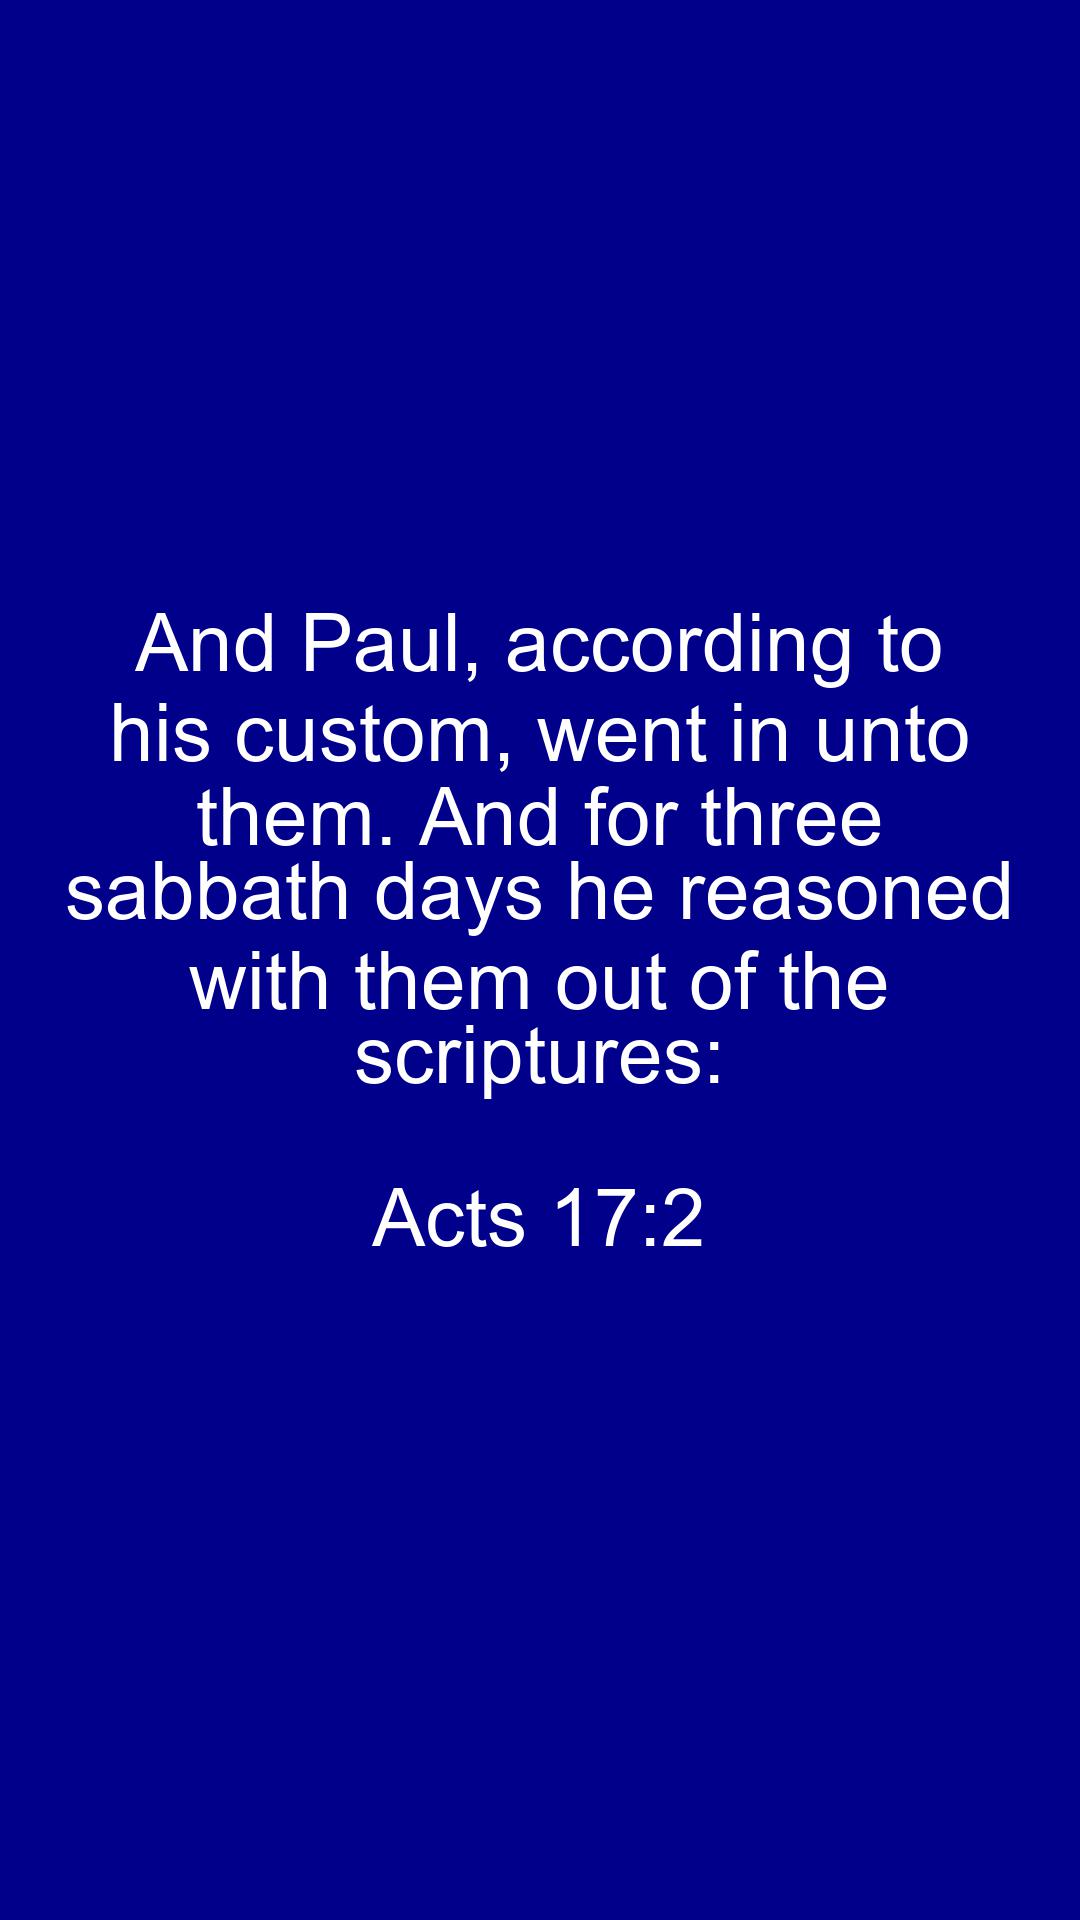 And Paul, according to
his custom, went in unto
them. And for three
sabbath days he reasoned
with them out of the
scriptures:
Acts 17:2